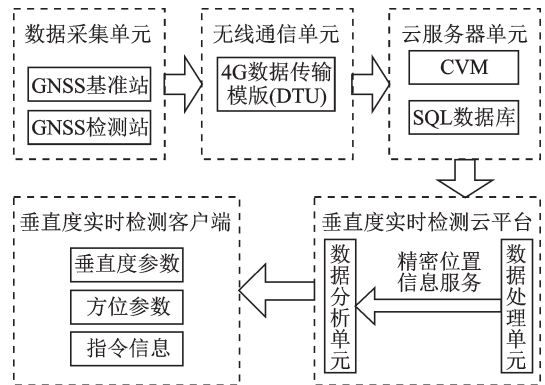 数据采集单元
GNSS基准站
GNSS检测站
无线通信单元
4G数据传输
模版(DTU)
云服务器单元
CVM
SQL数据库
垂直度实时检测客户端
垂直度参数
方位参数
指令信息
垂直度实时检测云平台
数据分析单元
精密位置
信息服务
数据处理单元